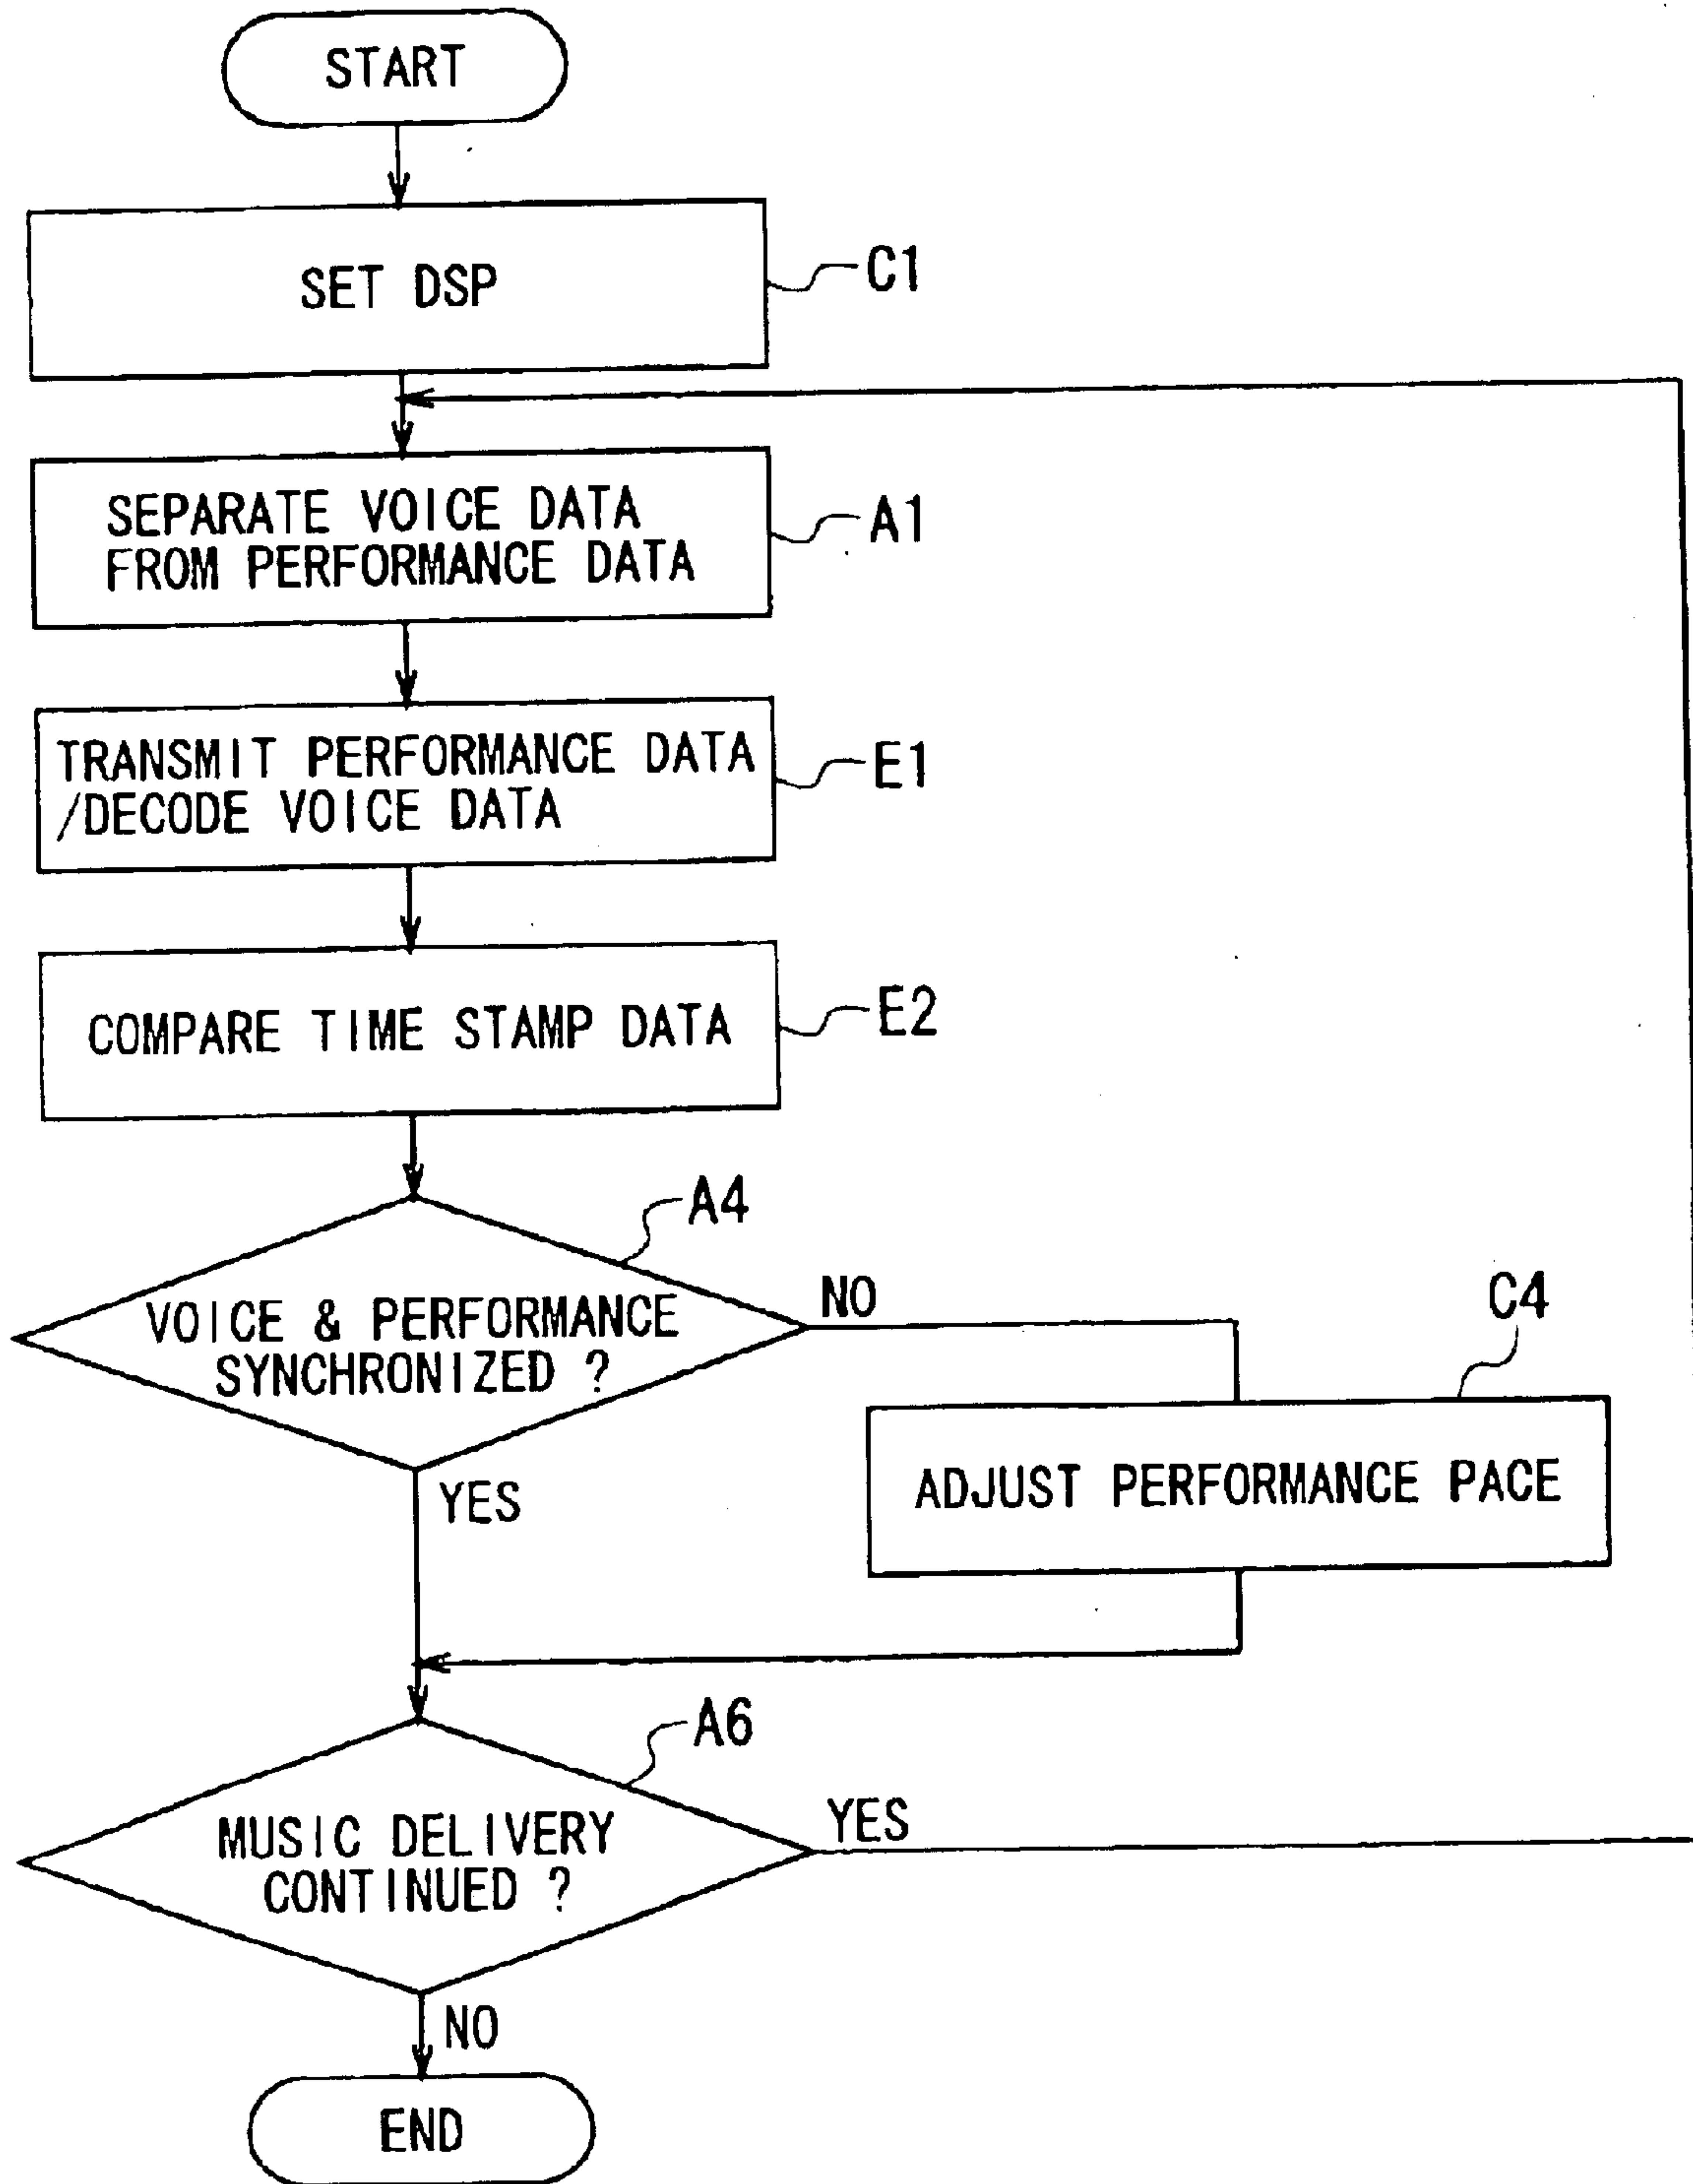 START
SET DSP
C1
SEPARATE VOICE DATA
FROM PERFORMANCE DATA
A1
TRANSMIT PERFORMANCE DATA
/DECODE VOICE DATA
E1
COMPARE TIME STAMP DATA
E2
A4
VOICE & PERFORMANCE
SYNCHRONIZED ?
NO
C4
YES
ADJUST PERFORMANCE PACE
A6
MUSIC DELIVERY
CONTINUED ?
YES
NO
END